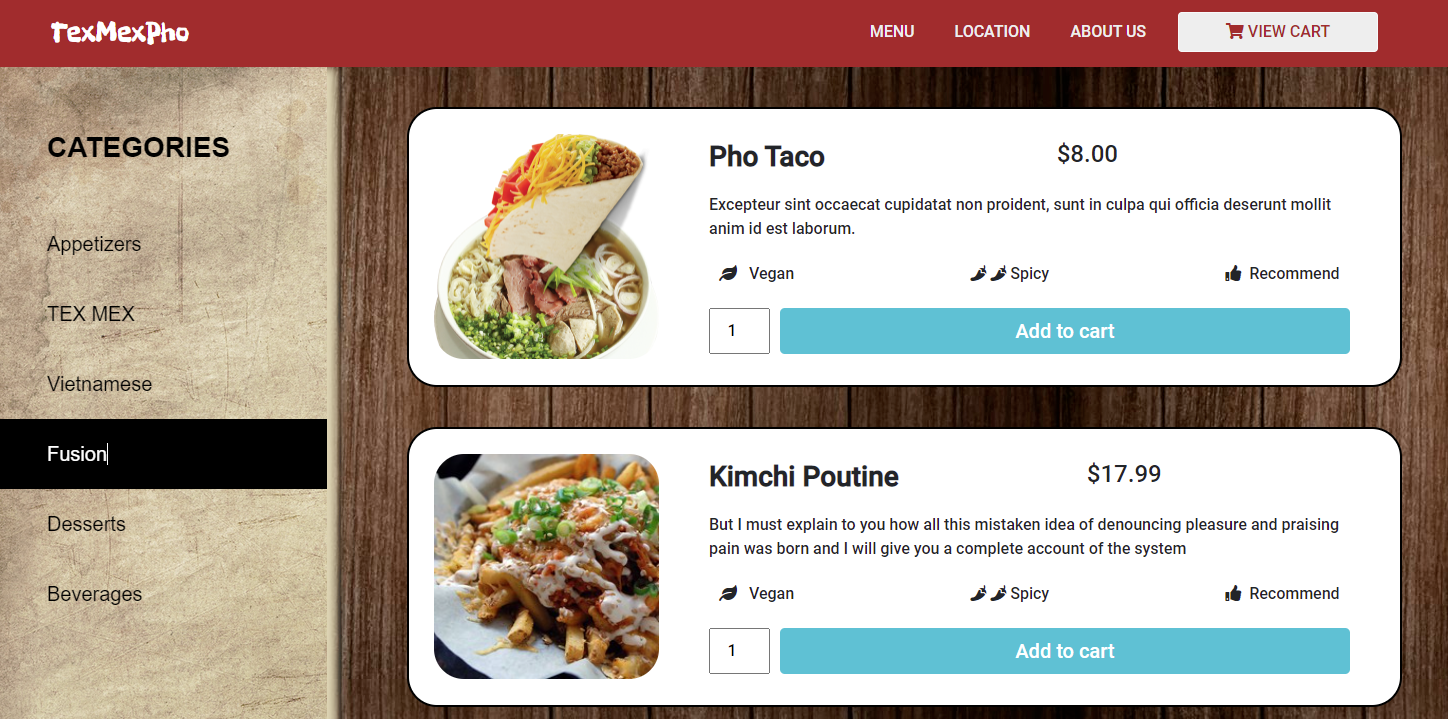 TexMexPho
MENU
LOCATION
ABOUT US
VIEW CART
CATEGORIES
Appetizers
TEX MEX
Vietnamese
Fusion
Desserts
Beverages
Pho Taco
$8.00
Excepteur sint occaecat cupidatat non proident, sunt in culpa qui officia deserunt mollit
anim id est laborum.
Vegan
Spicy
Recommend
1
Add to cart
Kimchi Poutine
$17.99
But I must explain to you how all this mistaken idea of denouncing pleasure and praising
pain was born and I will give you a complete account of the system
Vegan
Spicy
Recommend
1
Add to cart